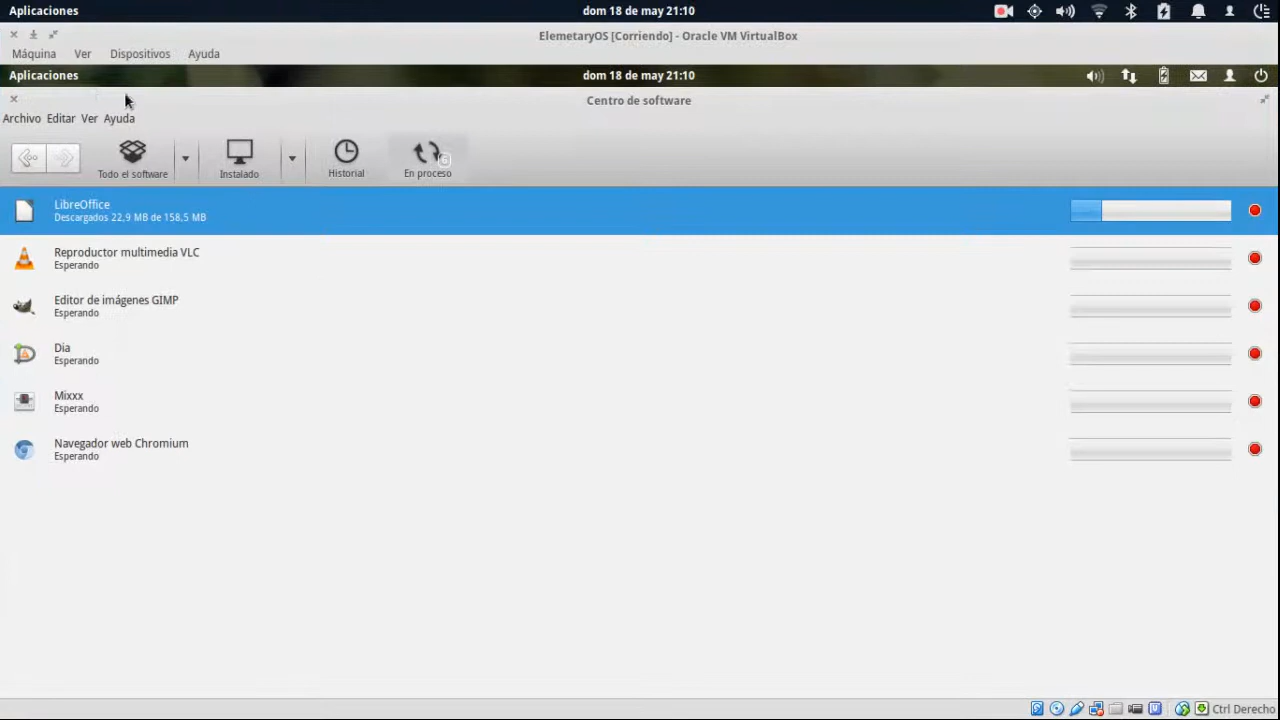 Aplicaciones dom 18 de may 21:10
ElemetaryOS [Corriendo] - Oracle VM VirtualBox
Máquina Ver Dispositivos Ayuda
Aplicaciones dom 18 de may 21:10
Centro de software
Archivo Editar Ver Ayuda
Todo el software Instalado Historial En proceso 6
LibreOffice
Descargados 22,9 MB de 158,5 MB
Reproductor multimedia VLC
Esperando
Editor de imágenes GIMP
Esperando
Dia
Esperando
Mixxx
Esperando
Navegador web Chromium
Esperando
Ctrl Derecho